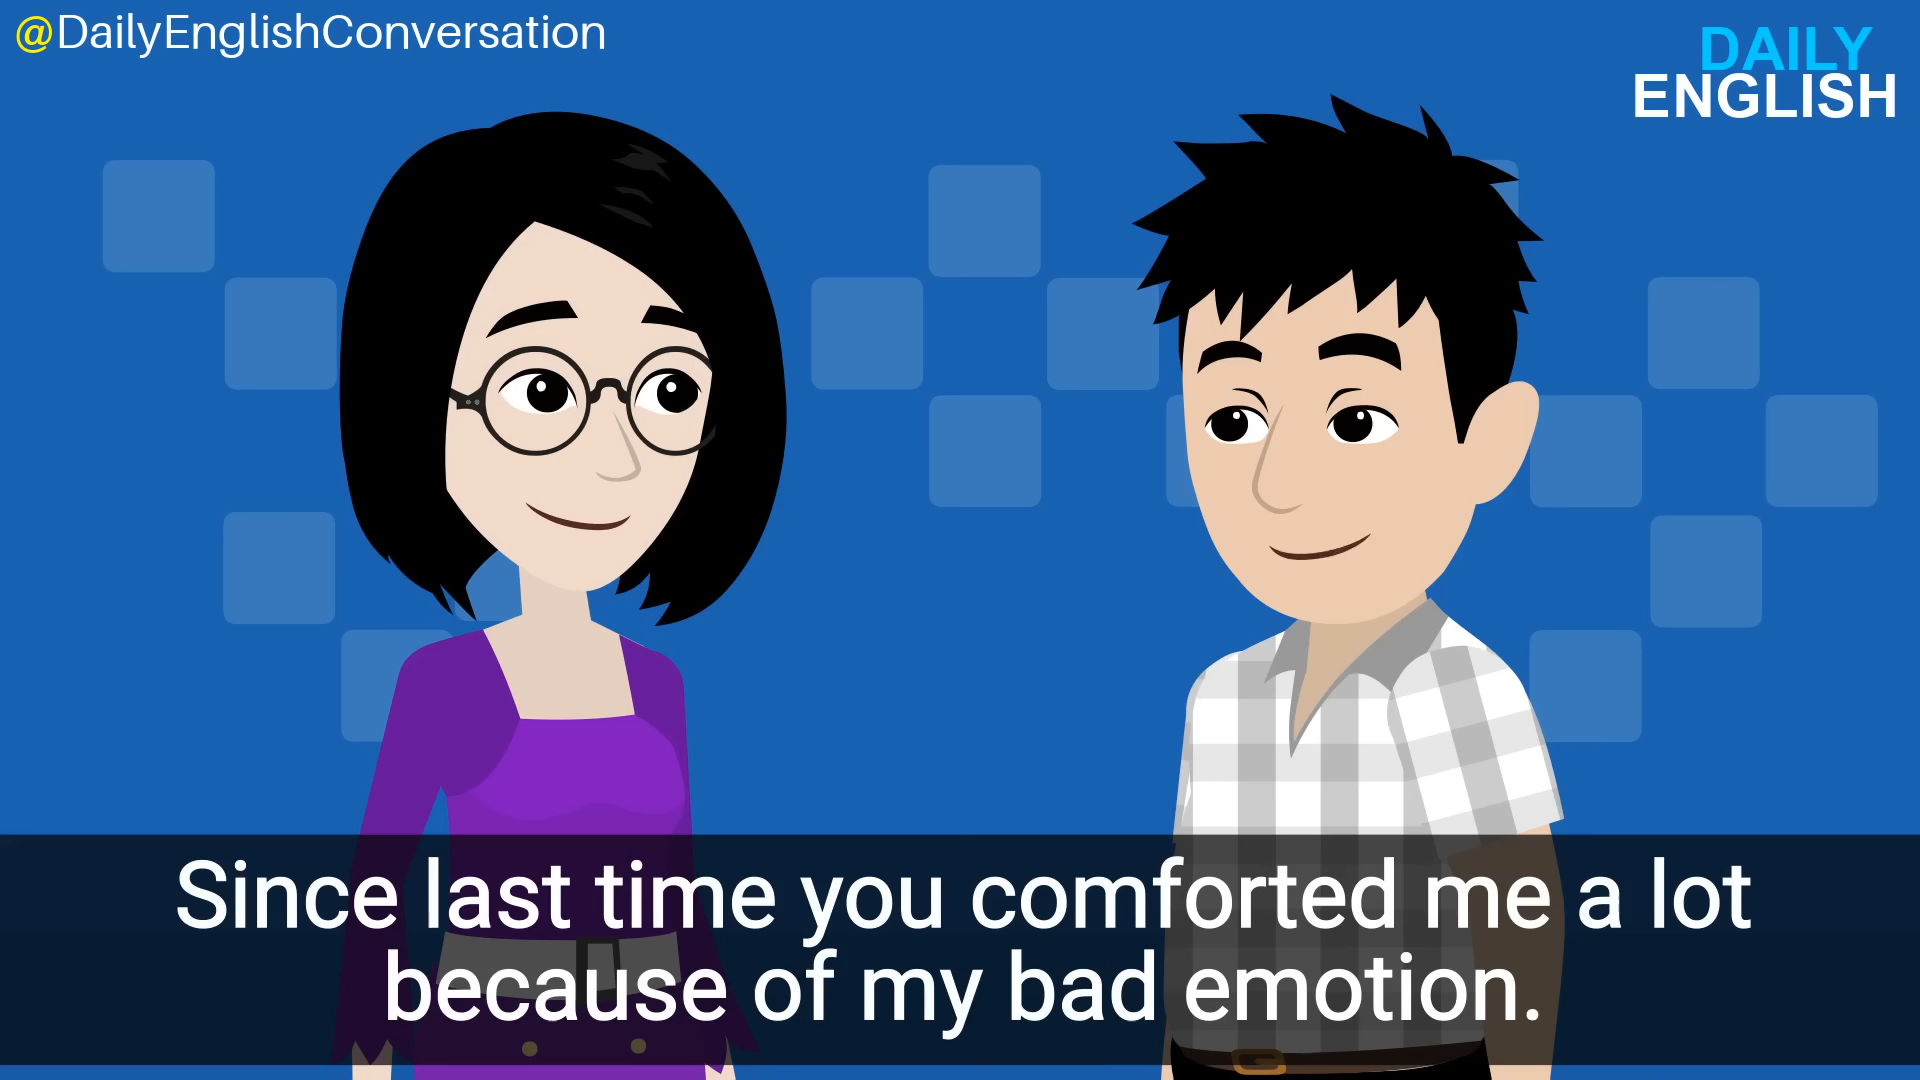 @DailyEnglishConversation
DAILY
ENGLISH
Since last time you comforted me a lot
because of my bad emotion.